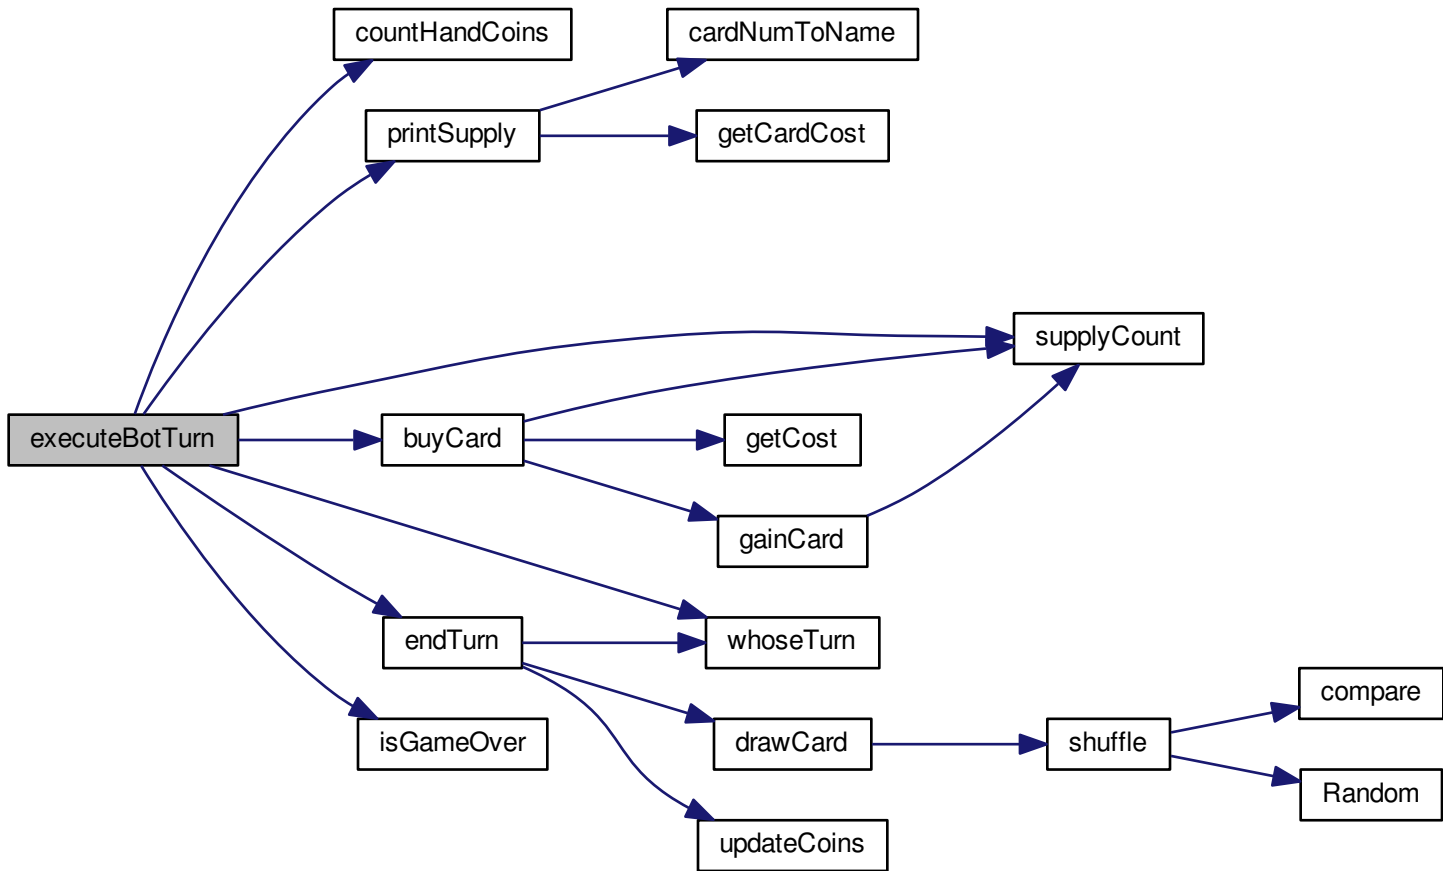 countHandCoins
cardNumToName
printSupply
getCardCost
supplyCount
executeBotTurn
buyCard
getCost
gainCard
endTurn
whoseTurn
compare
isGameOver
drawCard
shuffle
Random
updateCoins